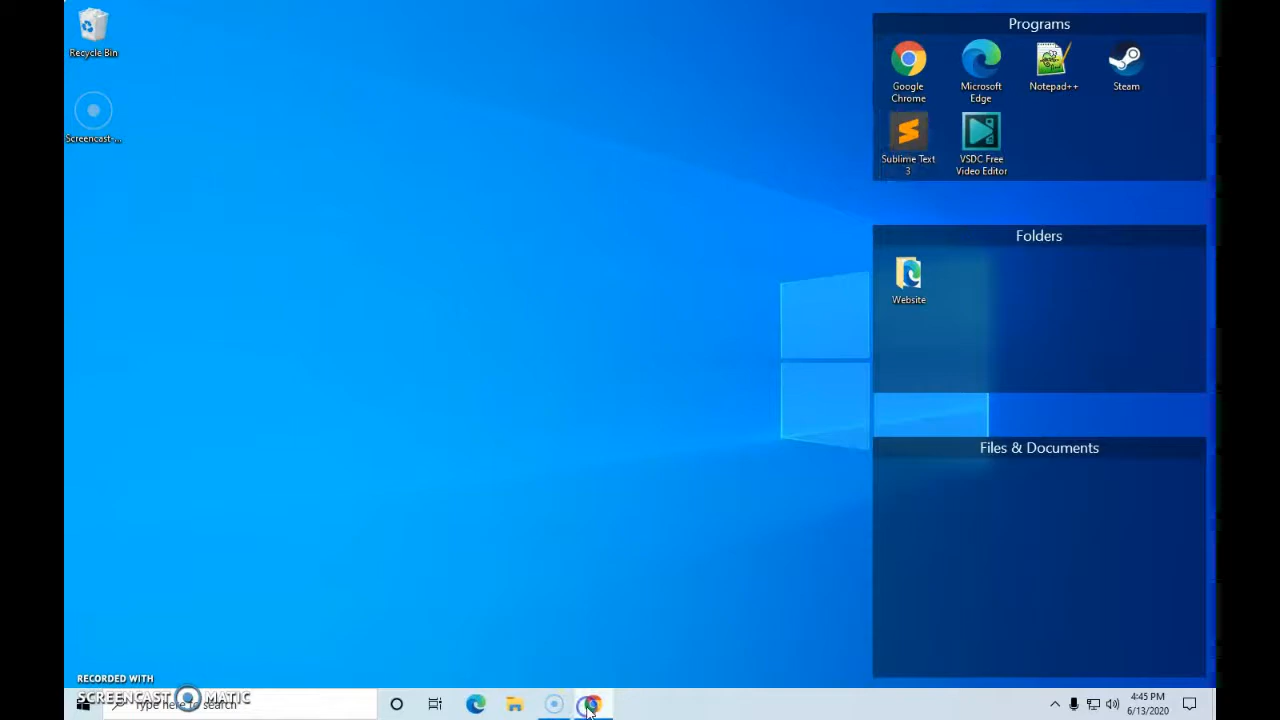 Recycle Bin
Screencast-...
Programs
Google
Chrome
Microsoft
Edge
Notepad++
Steam
Sublime Text
3
VSDC Free
Video Editor
Folders
Website
Files & Documents
RECORDED WITH
SCREENCAST MATIC
Type here to search
4:45 PM
6/13/2020